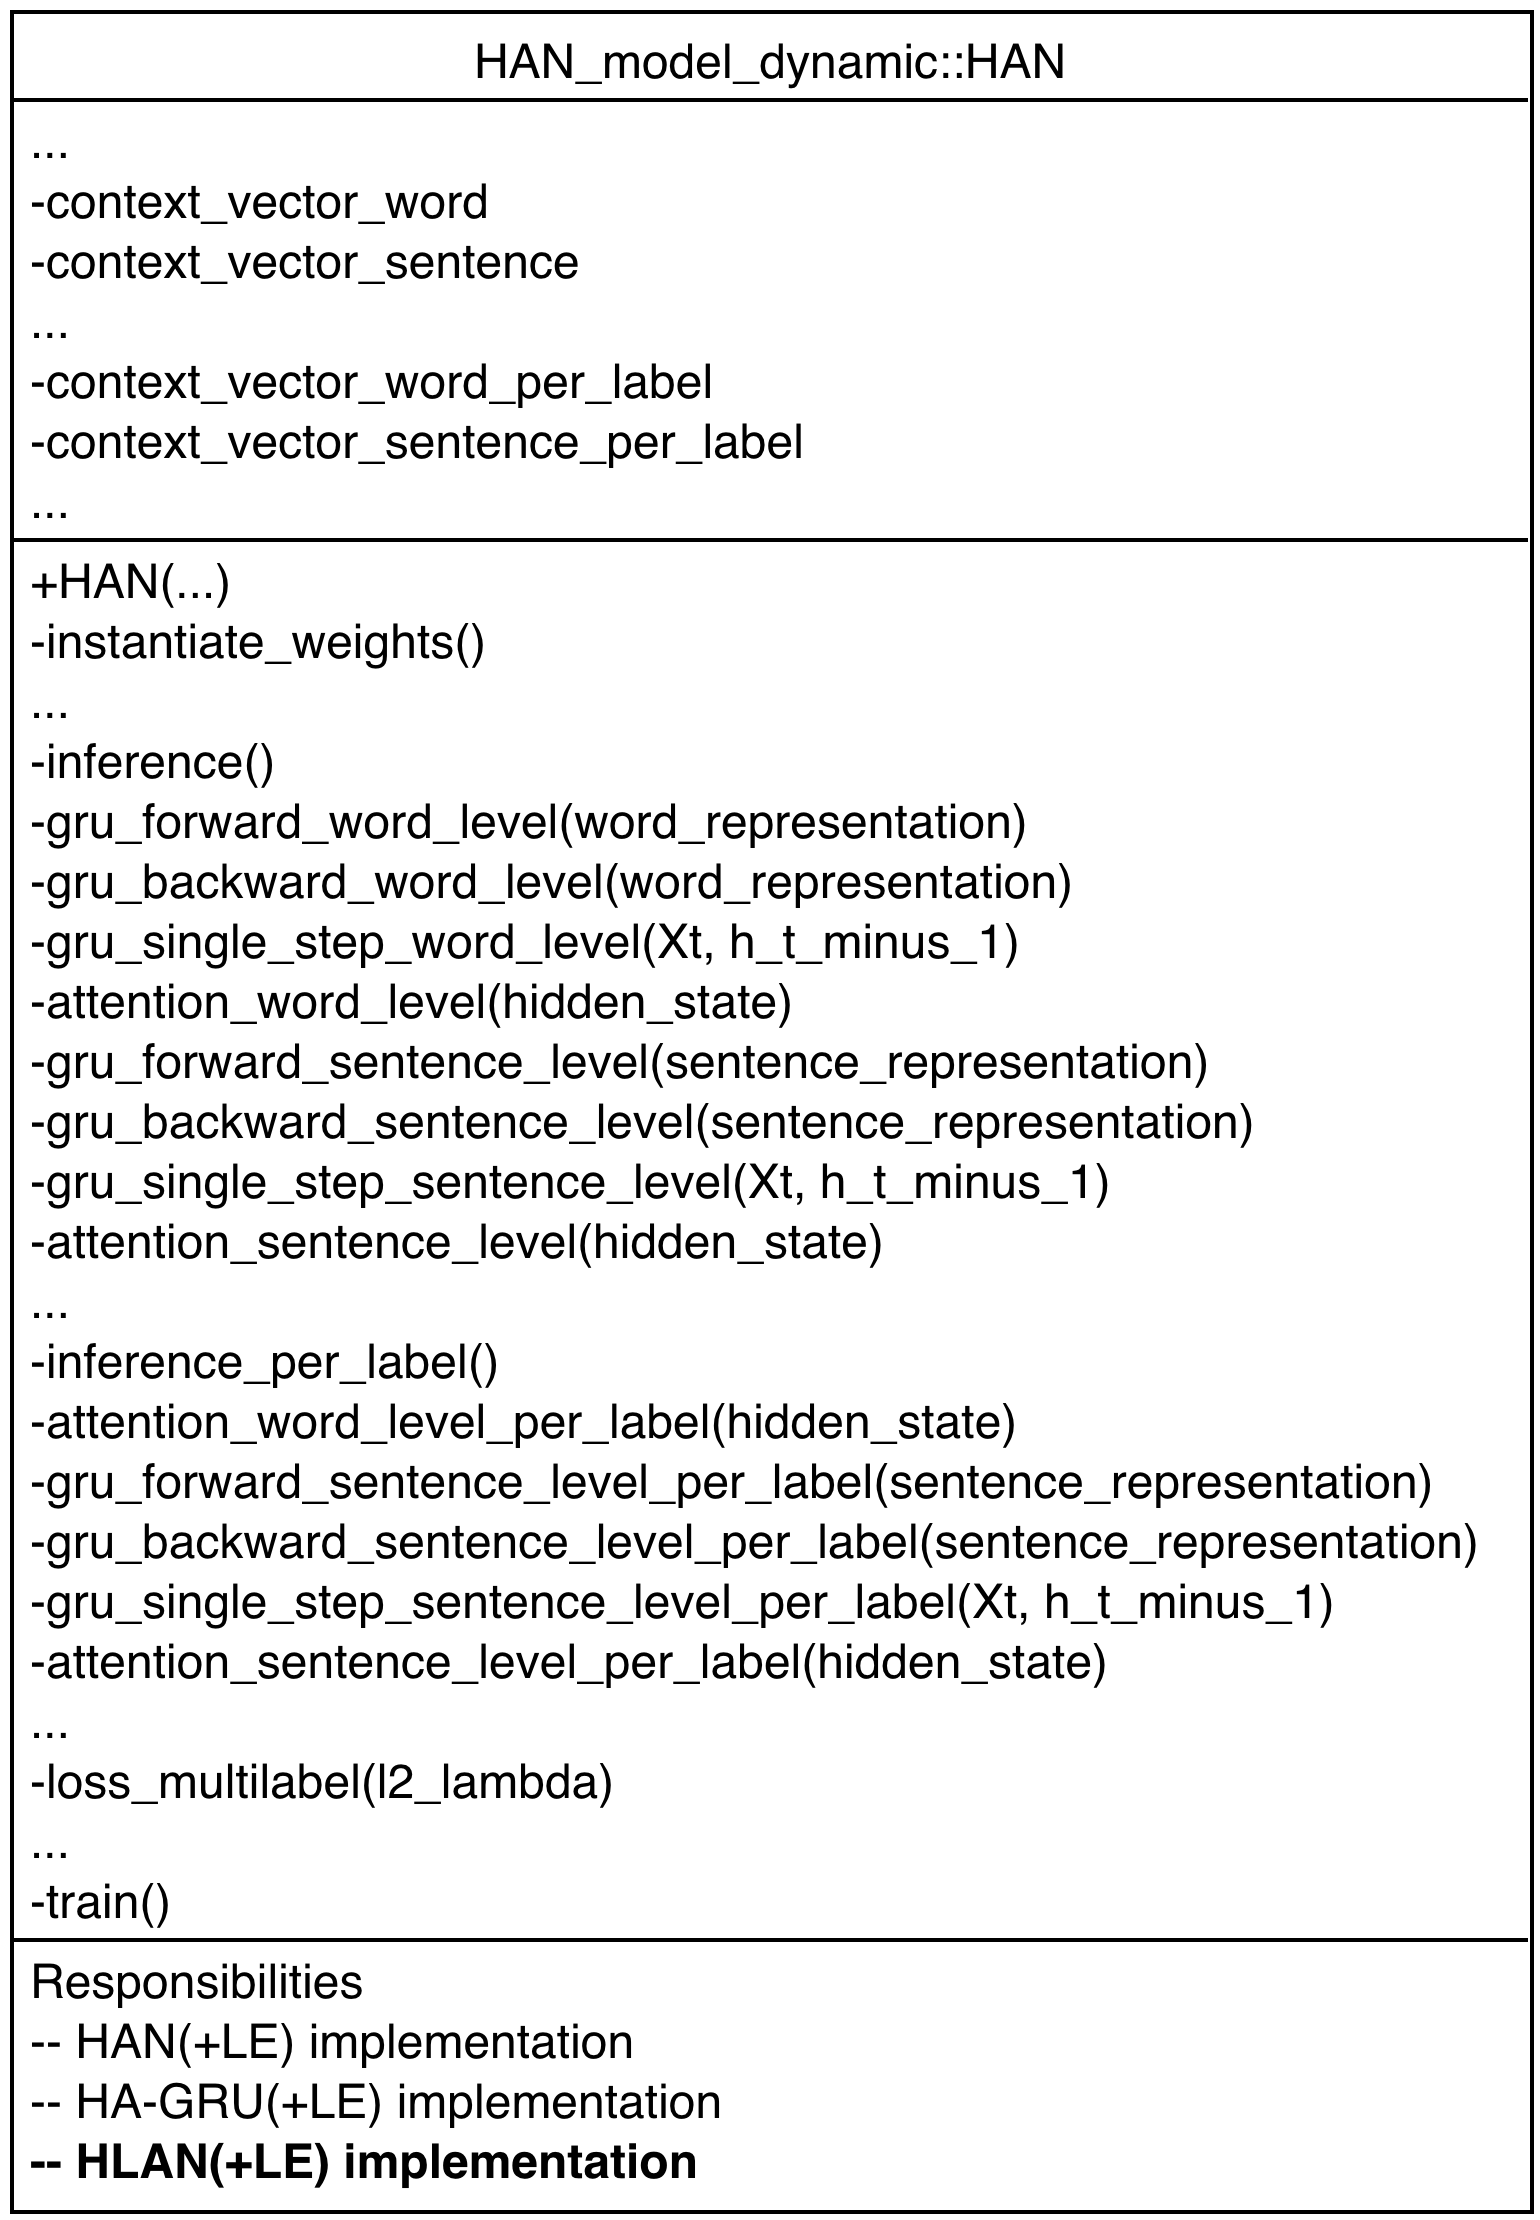 HAN_model_dynamic::HAN
...
-context_vector_word
-context_vector_sentence
...
-context_vector_word_per_label
-context_vector_sentence_per_label
...
+HAN(...)
-instantiate_weights()
...
-inference()
-gru_forward_word_level(word_representation)
-gru_backward_word_level(word_representation)
-gru_single_step_word_level(Xt, h_t_minus_1)
-attention_word_level(hidden_state)
-gru_forward_sentence_level(sentence_representation)
-gru_backward_sentence_level(sentence_representation)
-gru_single_step_sentence_level(Xt, h_t_minus_1)
-attention_sentence_level(hidden_state)
...
-inference_per_label()
-attention_word_level_per_label(hidden_state)
-gru_forward_sentence_level_per_label(sentence_representation)
-gru_backward_sentence_level_per_label(sentence_representation)
-gru_single_step_sentence_level_per_label(Xt, h_t_minus_1)
-attention_sentence_level_per_label(hidden_state)
...
-loss_multilabel(l2_lambda)
...
-train()
Responsibilities
-- HAN(+LE) implementation
-- HA-GRU(+LE) implementation
-- HLAN(+LE) implementation